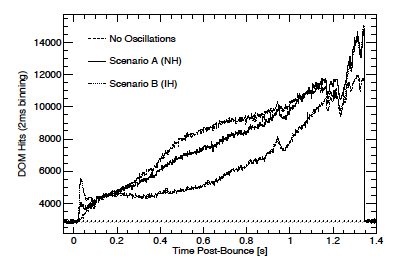 No Oscillations
Scenario A (NH)
Scenario B (IH)
DOM Hits (2ms binning)
14000
12000
10000
8000
6000
4000
0 0.2 0.4 0.6 0.8 1 1.2 1.4
Time Post-Bounce [s]